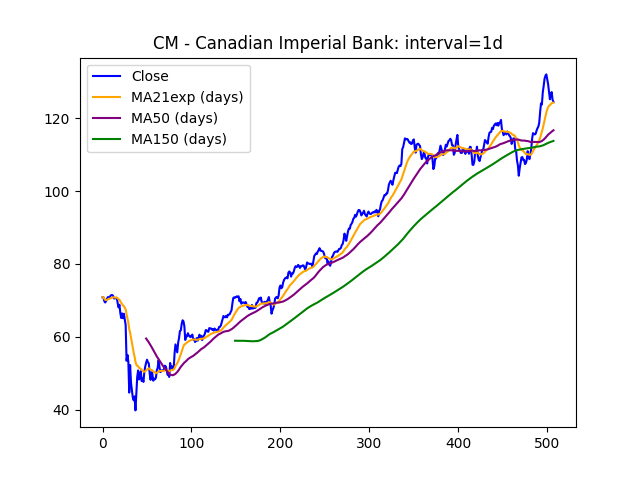 CM - Canadian Imperial Bank: interval=1d
Close
MA21exp (days)
MA50 (days)
MA150 (days)
120
100
80
60
40
0 100 200 300 400 500